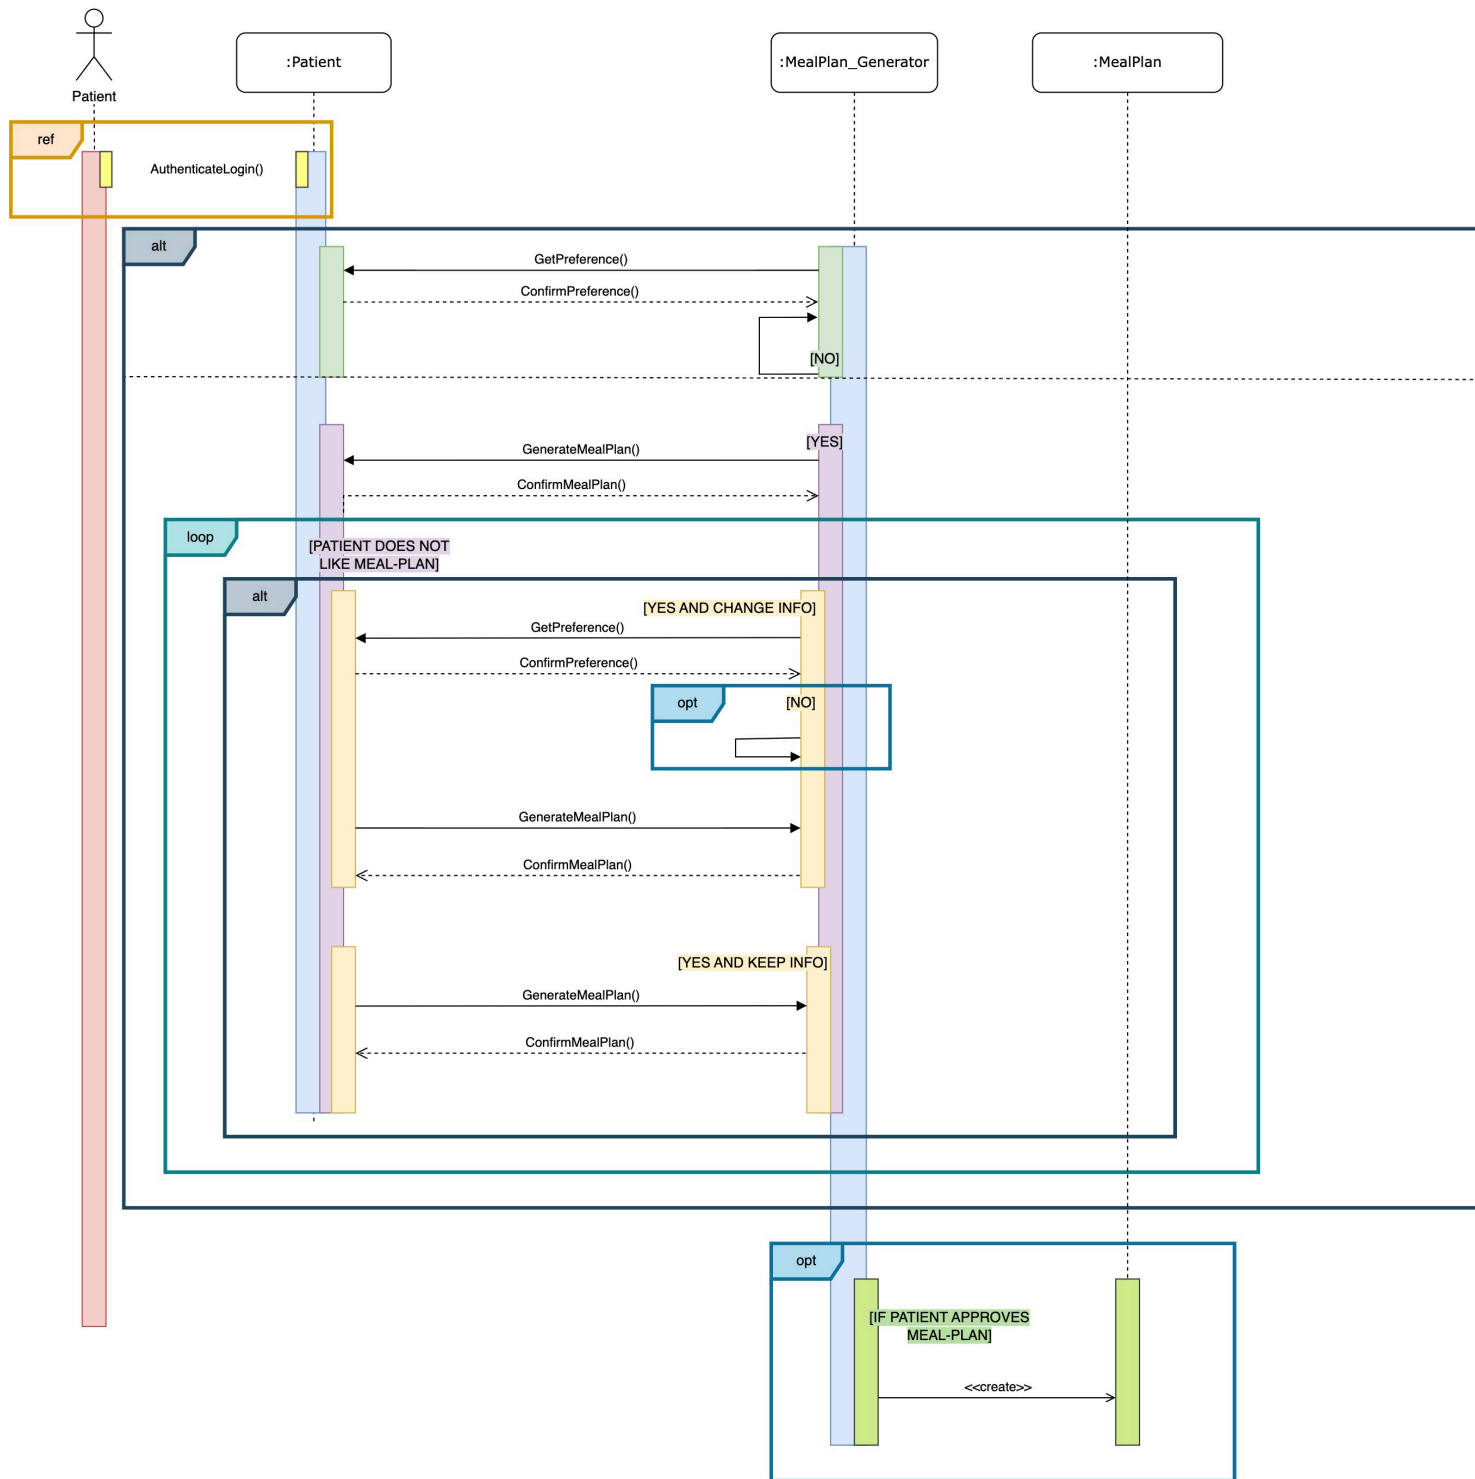 :Patient
:MealPlan_Generator
:MealPlan
Patient
ref
AuthenticateLogin()
alt
GetPreference()
ConfirmPreference()
[NO]
[YES]
GenerateMealPlan()
ConfirmMealPlan()
loop
[PATIENT DOES NOT
LIKE MEAL-PLAN]
alt
[YES AND CHANGE INFO]
GetPreference()
ConfirmPreference()
opt
[NO]
GenerateMealPlan()
ConfirmMealPlan()
[YES AND KEEP INFO]
GenerateMealPlan()
ConfirmMealPlan()
opt
[IF PATIENT APPROVES
MEAL-PLAN]
<<create>>